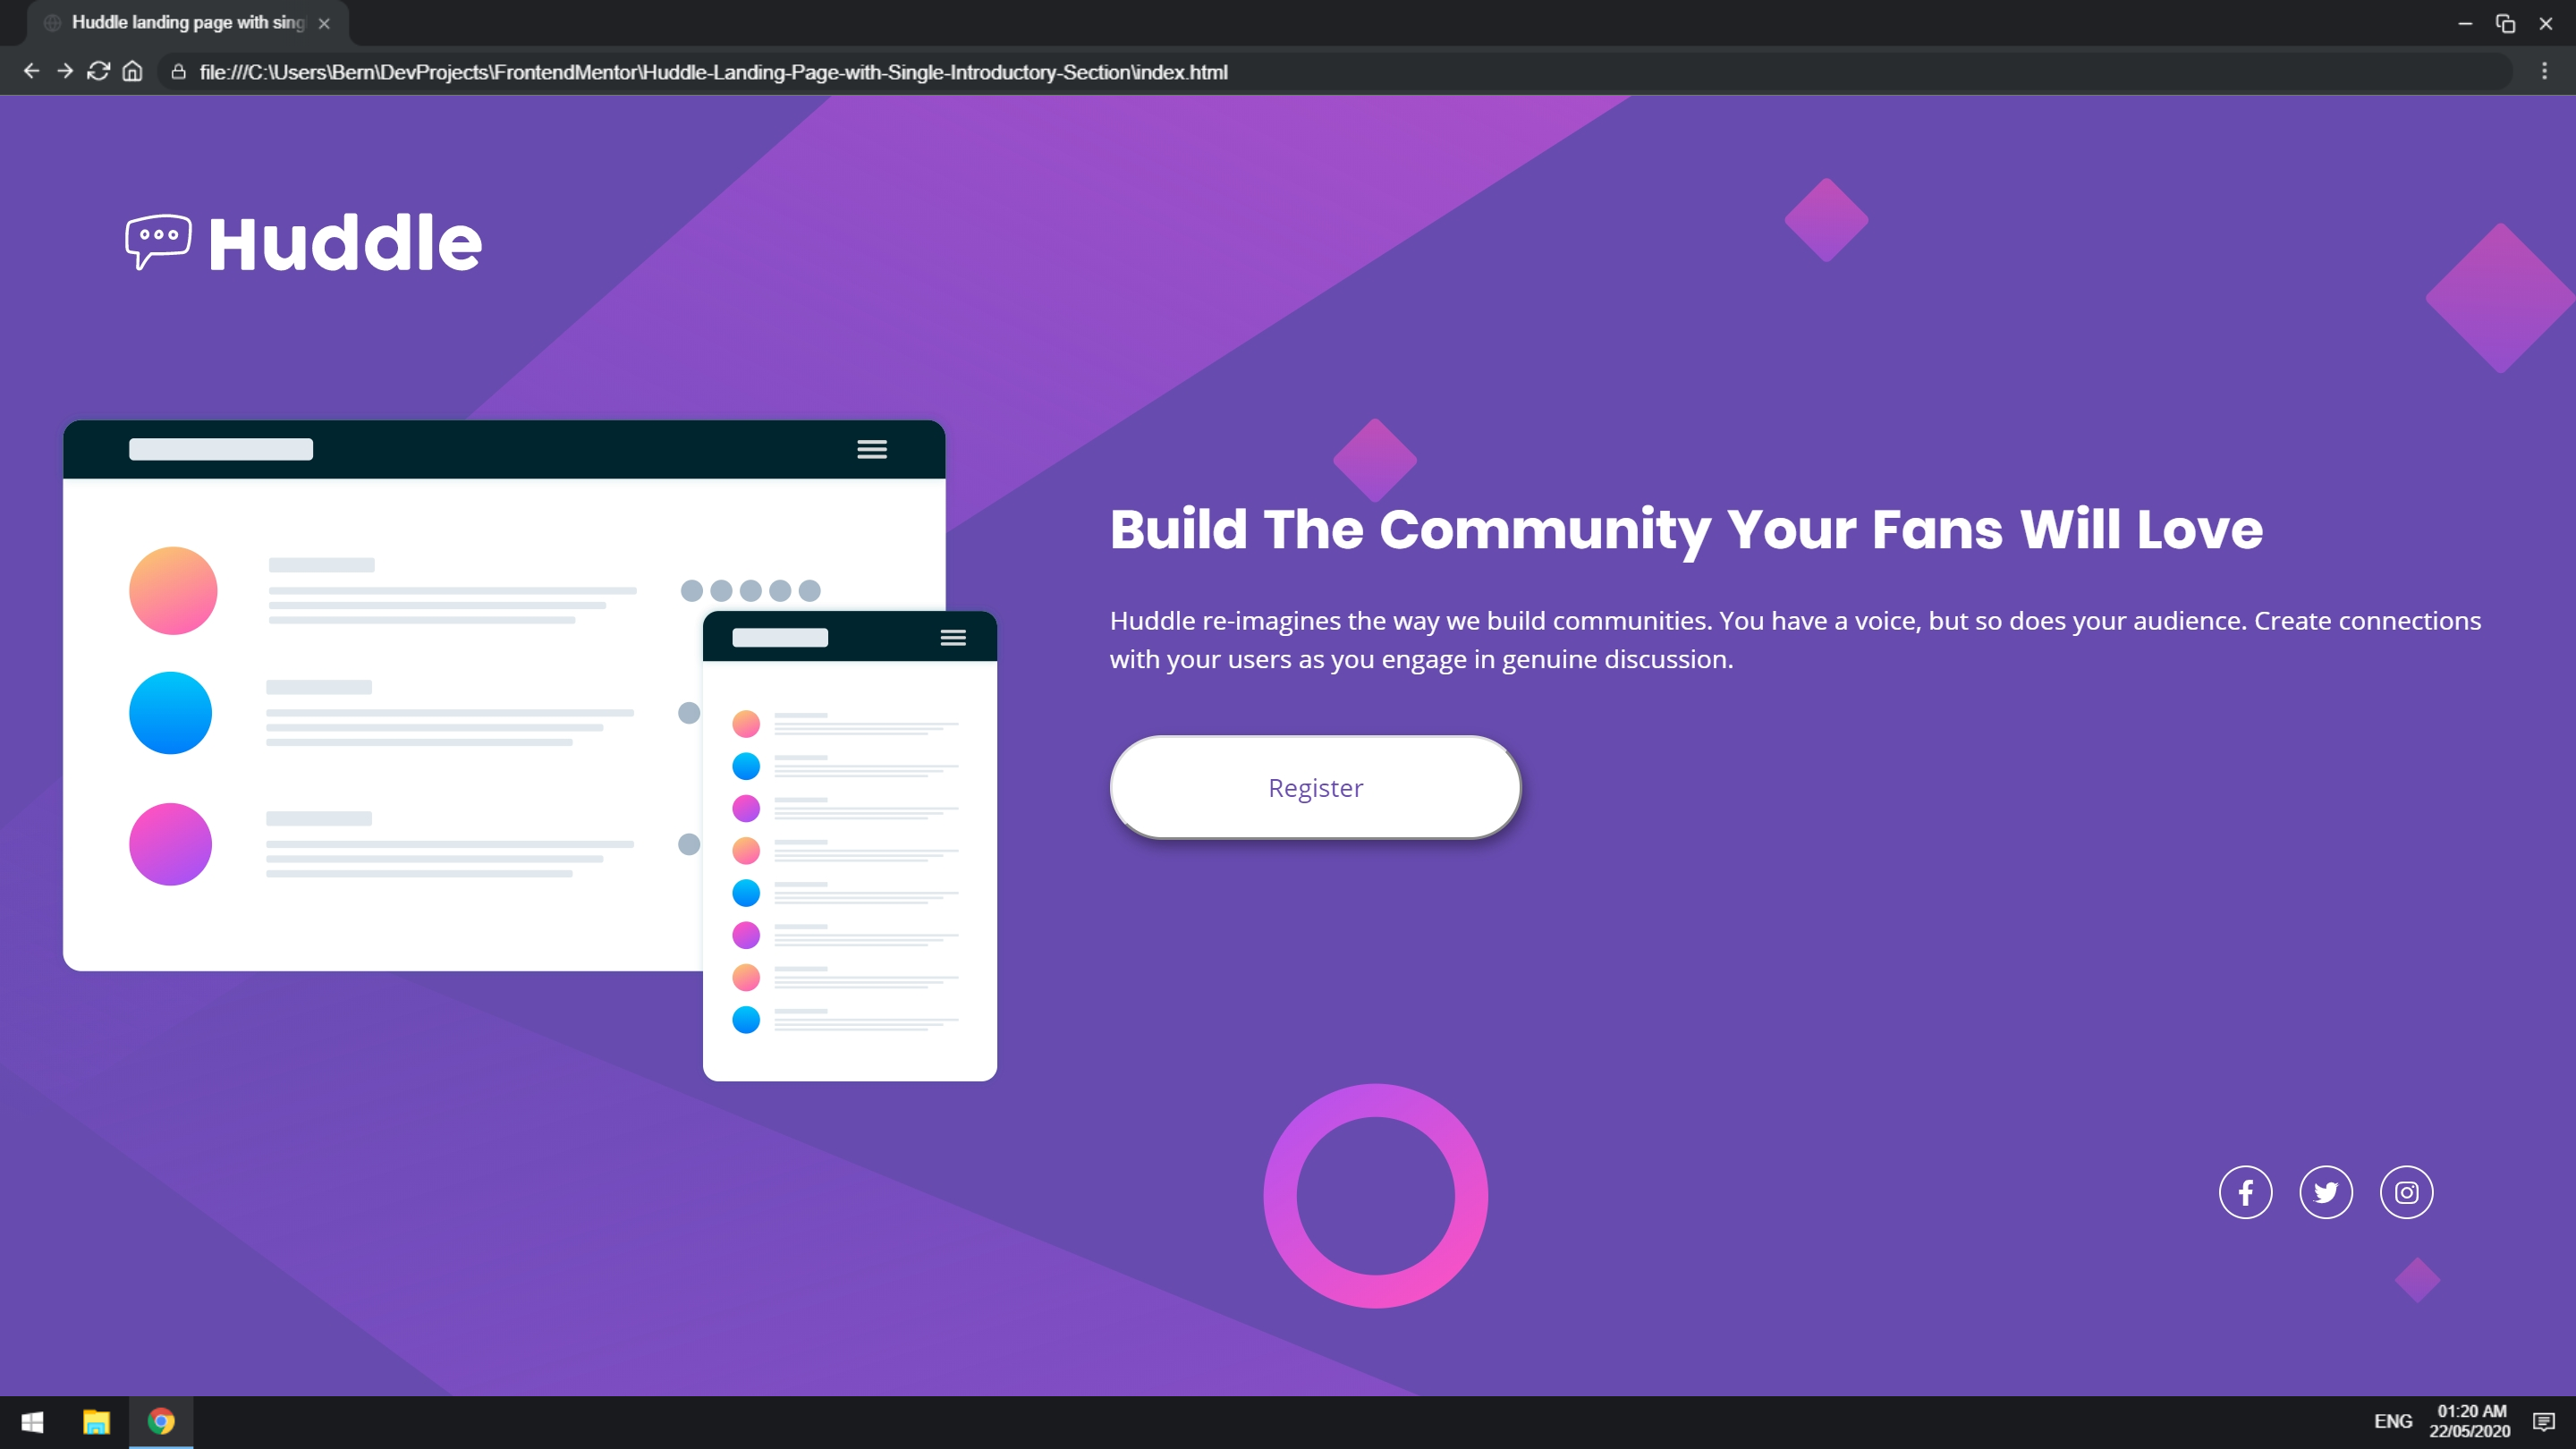 Huddle landing page with sing
file:///C:\Users\Bern\DevProjects\FrontendMentor\Huddle-Landing-Page-with-Single-Introductory-Section\index.html
Huddle
Build The Community Your Fans Will Love
Huddle re-imagines the way we build communities. You have a voice, but so does your audience. Create connections
with your users as you engage in genuine discussion.
Register
ENG
01:20 AM
22/05/2020